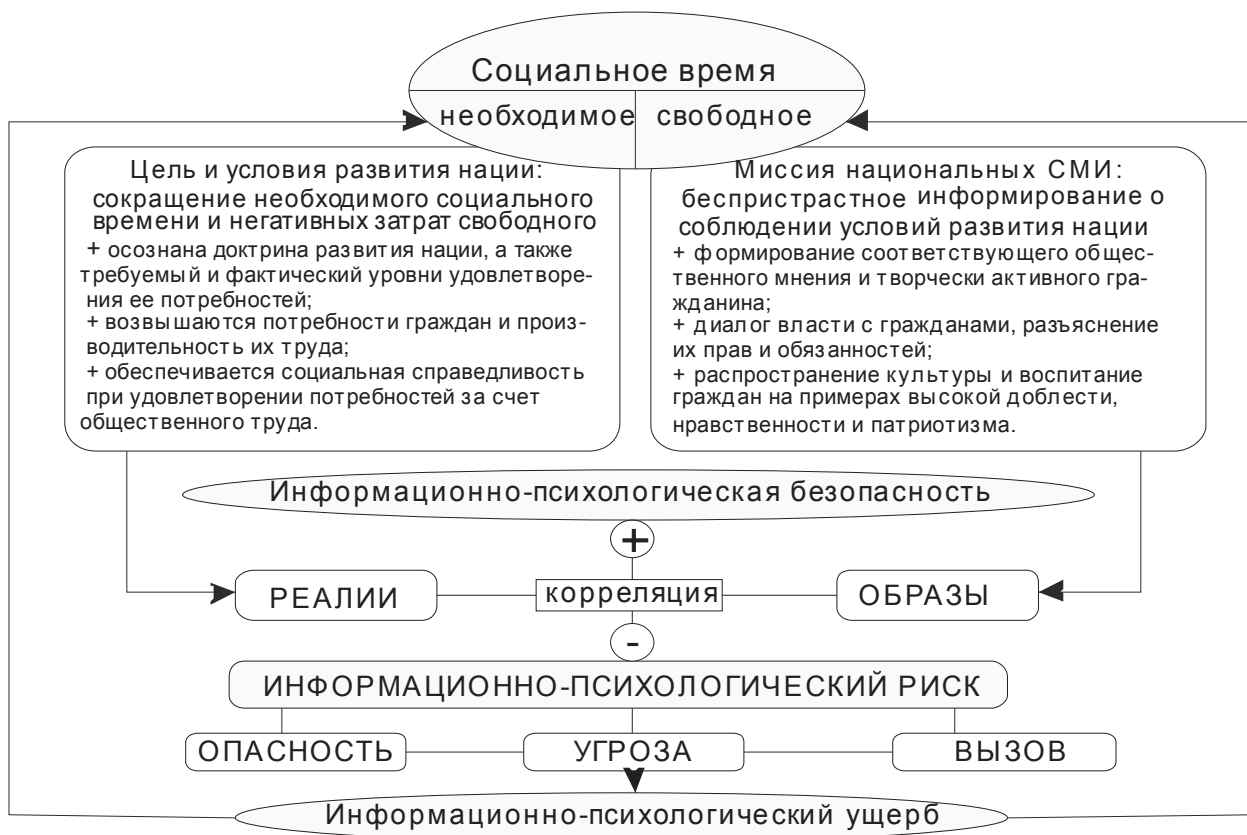 Социальное время
необходимое свободное
Цель и условия развития нации:
сокращение необходимого социального
времени и негативных затрат свободного
+ осознана доктрина развития нации, а также
требуемый и фактический уровни удовлетворе-
ния ее потребностей;
+ возвышаются потребности граждан и произ-
водительность их труда;
+ обеспечивается социальная справедливость
при удовлетворении потребностей за счет
общественного труда.
Миссия национальных СМИ:
беспристрастное информирование о
соблюдении условий развития нации
+ формирование соответствующего общес-
твенного мнения и творчески активного гра-
жданина;
+ диалог власти с гражданами, разъяснение
их прав и обязанностей;
+ распространение культуры и воспитание
граждан на примерах высокой доблести,
нравственности и патриотизма.
Информационно-психологическая безопасность
+
РЕАЛИИ корреляция ОБРАЗЫ
-
ИНФОРМАЦИОННО-ПСИХОЛОГИЧЕСКИЙ РИСК
ОПАСНОСТЬ УГРОЗА ВЫЗОВ
Информационно-психологический ущерб